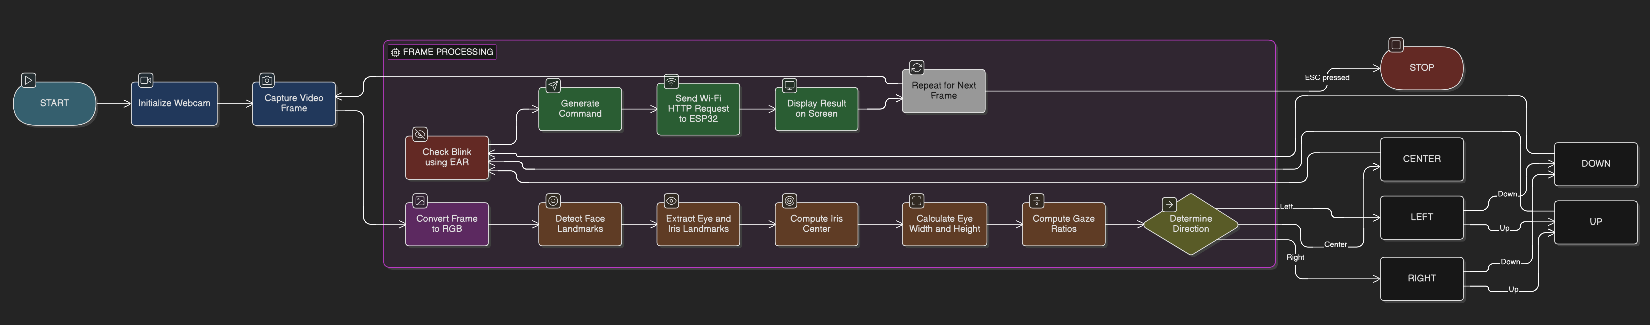 FRAME PROCESSING
START
Initialize Webcam
Capture Video
Frame
Generate
Command
Send Wi-Fi
HTTP Request
to ESP32
Display Result
on Screen
Repeat for Next
Frame
ESC pressed
STOP
Check Blink
using EAR
Convert Frame
to RGB
Detect Face
Landmarks
Extract Eye and
Iris Landmarks
Compute Iris
Center
Calculate Eye
Width and Height
Compute Gaze
Ratios
Determine
Direction
Left
Center
Right
CENTER
LEFT
RIGHT
Down
Up
Down
Up
DOWN
UP